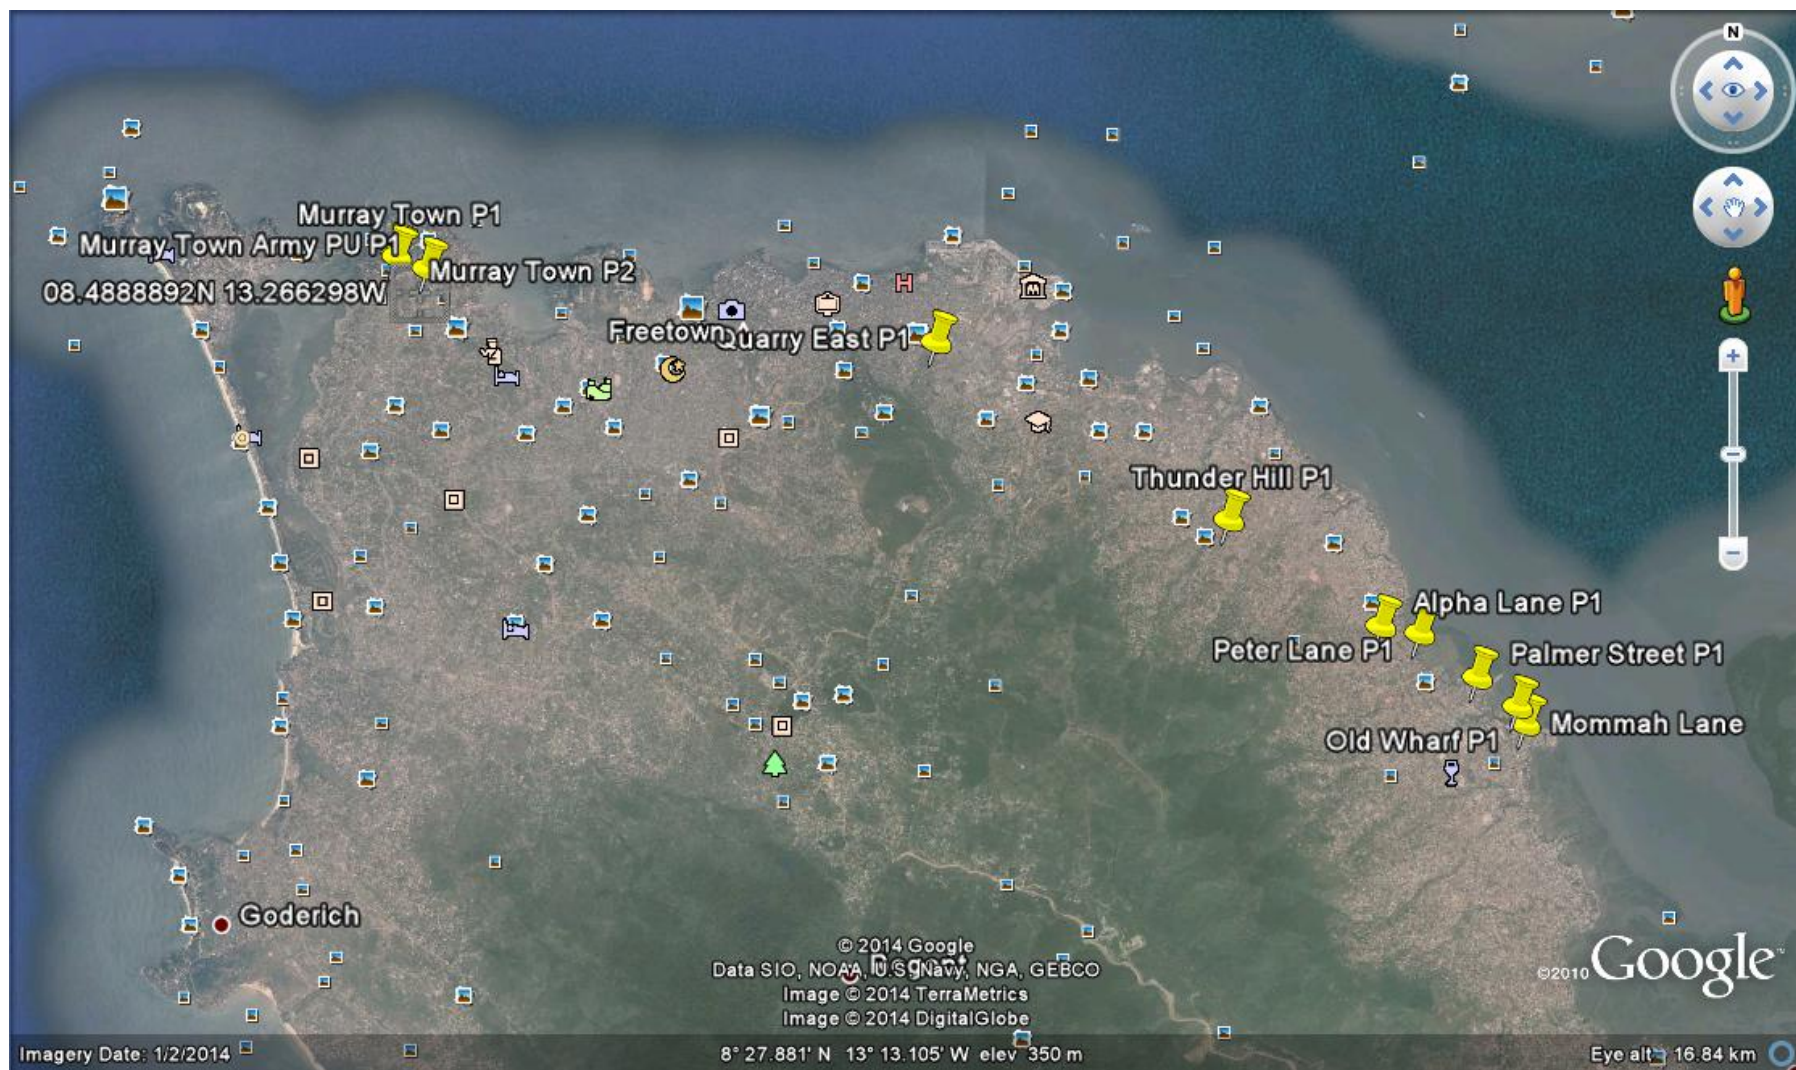 N
Murray Town P1
Murray Town Army PU P1
Murray Town P2
08.4888892N 13.266298W
Freetown
Quarry East P1
H
Thunder Hill P1
Alpha Lane P1
Peter Lane P1
Palmer Street P1
Mommah Lane
Old Wharf P1
Goderich
© 2014 Google
Regent
Data SIO, NOAA, U.S. Navy, NGA, GEBCO
Image © 2014 TerraMetrics
Image © 2014 DigitalGlobe
©2010 Google
Imagery Date: 1/2/2014
8° 27.881' N 13° 13.105' W elev 350 m
Eye alt 16.84 km